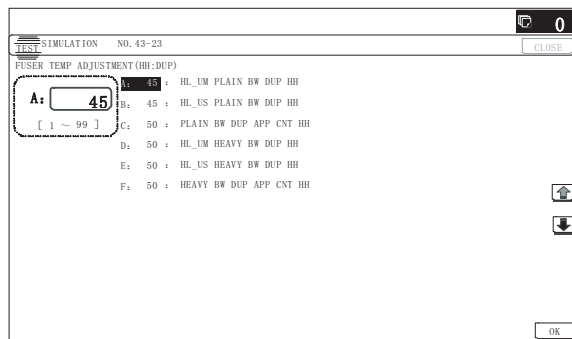 0
TEST SIMULATION NO.43-23
CLOSE
FUSER TEMP ADJUSTMENT(HH:DUP)
A: 45
[ 1 ~ 99 ]
A: 45 : HL_UM PLAIN BW DUP HH
B: 45 : HL_US PLAIN BW DUP HH
C: 50 : PLAIN BW DUP APP CNT HH
D: 50 : HL_UM HEAVY BW DUP HH
E: 50 : HL_US HEAVY BW DUP HH
F: 50 : HEAVY BW DUP APP CNT HH
OK